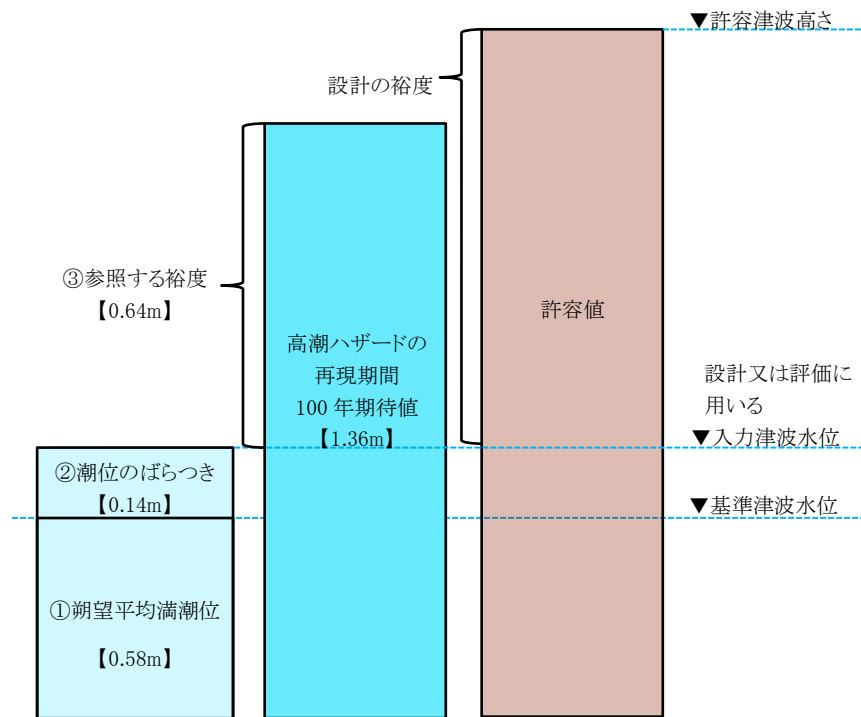 ▼許容津波高さ
設計の裕度
③参照する裕度
【0.64m】
高潮ハザードの
再現期間
100 年期待値
【1.36m】
許容値
設計又は評価に
用いる
▼入力津波水位
②潮位のばらつき
【0.14m】
▼基準津波水位
①朔望平均満潮位
【0.58m】